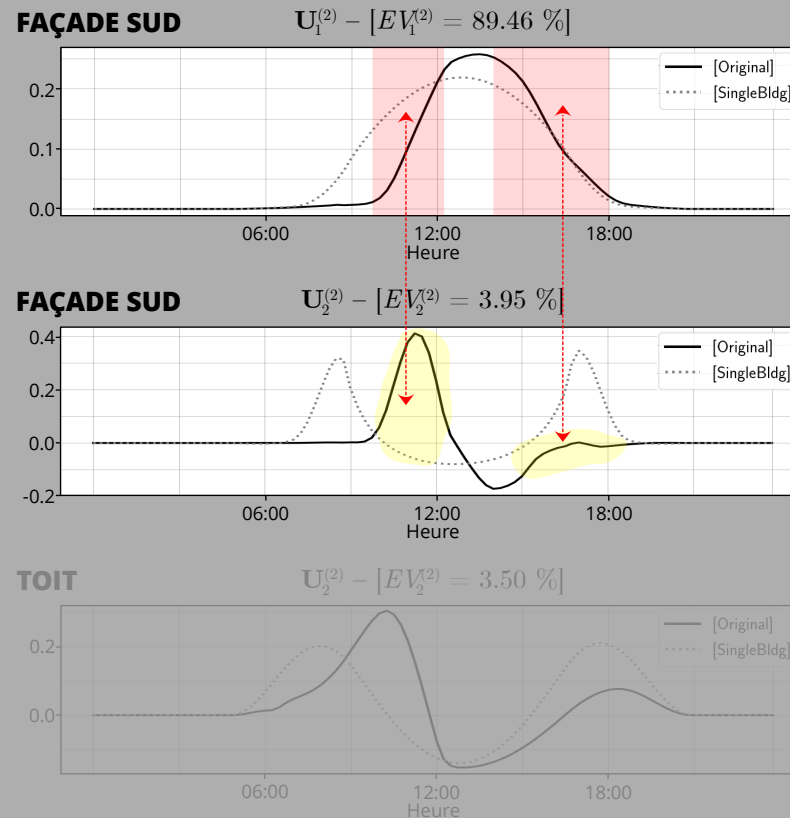 FAÇADE SUD U₁⁽²⁾ – [EV₁⁽²⁾ = 89.46 %]
[Original]
[SingleBldg]
0.2
0.1
0.0
06:00 12:00 18:00
Heure
FAÇADE SUD U₂⁽²⁾ – [EV₂⁽²⁾ = 3.95 %]
0.4
[Original]
[SingleBldg]
0.2
0.0
-0.2
06:00 12:00 18:00
Heure
TOIT U₂⁽²⁾ – [EV₂⁽²⁾ = 3.50 %]
[Original]
0.2
[SingleBldg]
0.0
06:00 12:00 18:00
Heure